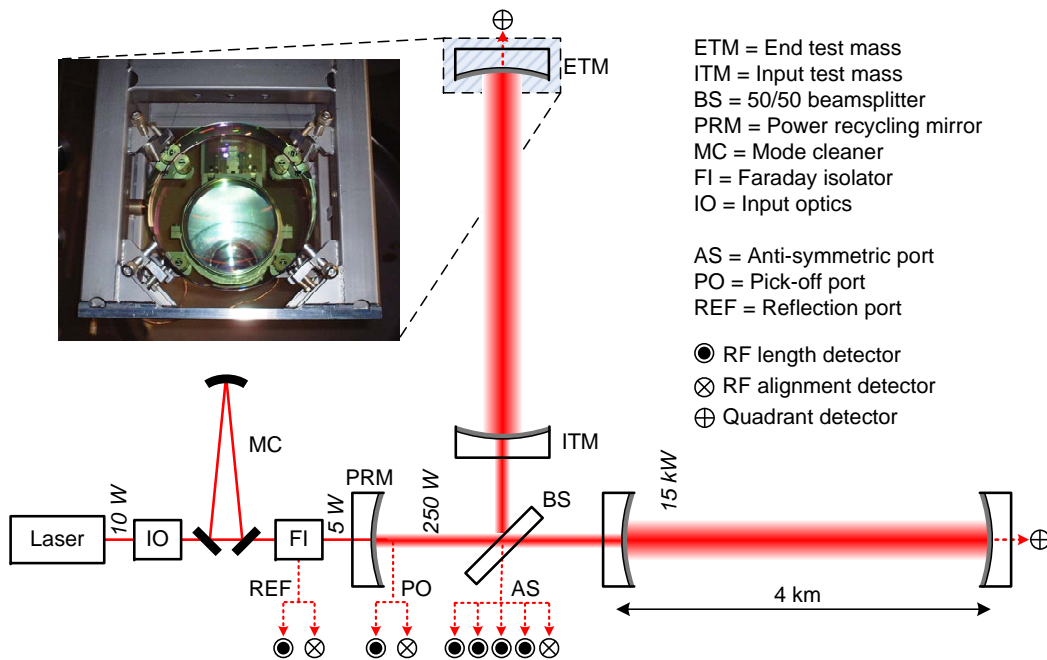 ETM
ETM = End test mass
ITM = Input test mass
BS = 50/50 beamsplitter
PRM = Power recycling mirror
MC = Mode cleaner
FI = Faraday isolator
IO = Input optics
AS = Anti-symmetric port
PO = Pick-off port
REF = Reflection port
RF length detector
RF alignment detector
Quadrant detector
MC
ITM
PRM
BS
10 W
5 W
250 W
15 kW
Laser
IO
FI
REF
PO
AS
4 km